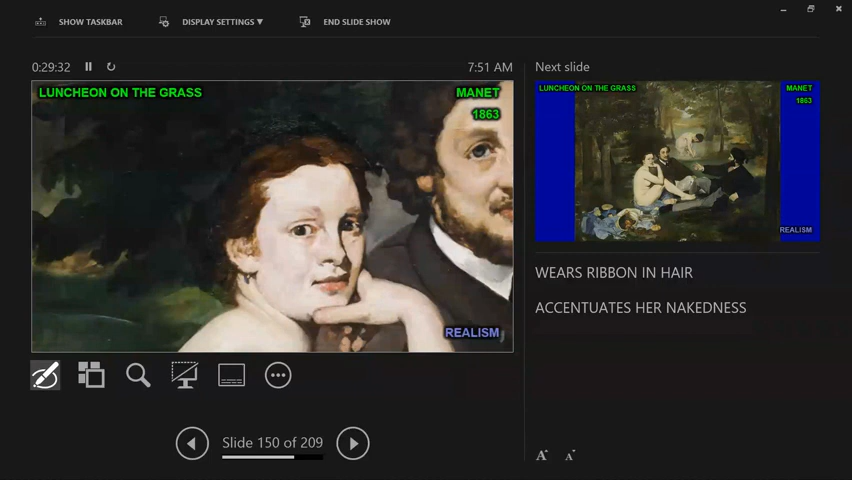 SHOW TASKBAR
DISPLAY SETTINGS ▼
END SLIDE SHOW
0:29:32
7:51 AM
LUNCHEON ON THE GRASS
MANET
1863
REALISM
Slide 150 of 209
Next slide
LUNCHEON ON THE GRASS
MANET
1863
REALISM
WEARS RIBBON IN HAIR
ACCENTUATES HER NAKEDNESS
A A